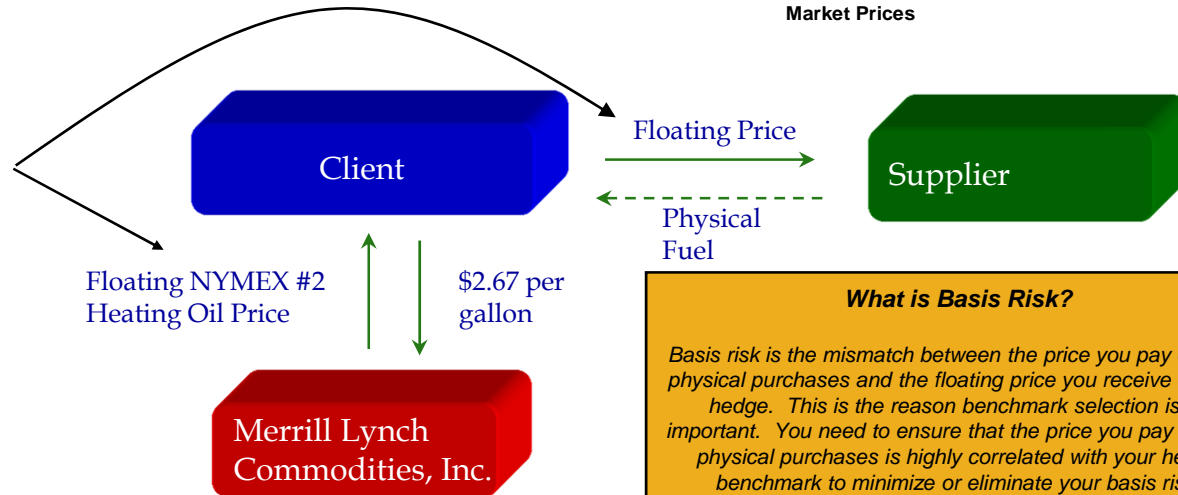 Market Prices
Client
Floating Price
Supplier
Physical
Fuel
Floating NYMEX #2
Heating Oil Price
$2.67 per
gallon
Merrill Lynch
Commodities, Inc.
What is Basis Risk?
Basis risk is the mismatch between the price you pay
physical purchases and the floating price you receive
hedge. This is the reason benchmark selection is
important. You need to ensure that the price you pay
physical purchases is highly correlated with your
benchmark to minimize or eliminate your basis